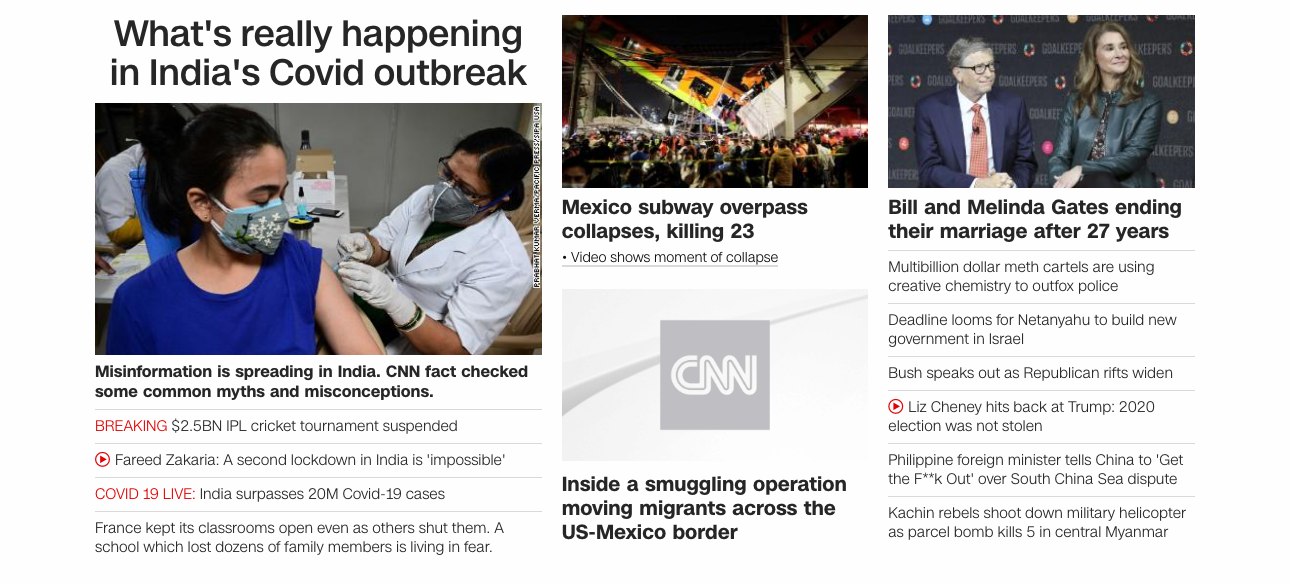 What's really happening
in India's Covid outbreak
PRABHAT KUMAR VERMA/PACIFIC PRESS/SIPA USA
Misinformation is spreading in India. CNN fact checked
some common myths and misconceptions.
BREAKING $2.5BN IPL cricket tournament suspended
Fareed Zakaria: A second lockdown in India is 'impossible'
COVID 19 LIVE: India surpasses 20M Covid-19 cases
France kept its classrooms open even as others shut them. A
school which lost dozens of family members is living in fear.
Mexico subway overpass
collapses, killing 23
• Video shows moment of collapse
CNN
Inside a smuggling operation
moving migrants across the
US-Mexico border
GOALKEEPERS
GOALKEEPERS
GOALKEEPERS
Bill and Melinda Gates ending
their marriage after 27 years
Multibillion dollar meth cartels are using
creative chemistry to outfox police
Deadline looms for Netanyahu to build new
government in Israel
Bush speaks out as Republican rifts widen
Liz Cheney hits back at Trump: 2020
election was not stolen
Philippine foreign minister tells China to 'Get
the F**k Out' over South China Sea dispute
Kachin rebels shoot down military helicopter
as parcel bomb kills 5 in central Myanmar